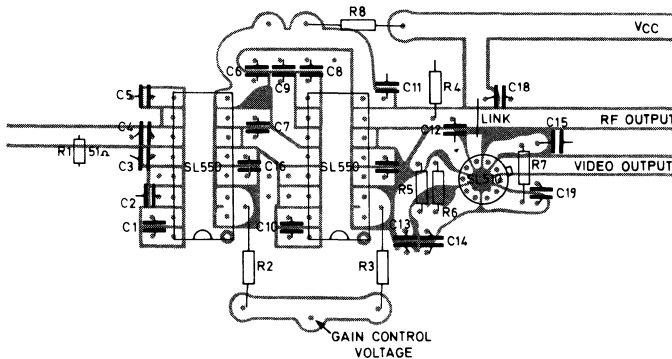 R8
VCC
C6
C9
C8
C11
R4
C18
C5
LINK
RF OUTPUT
C4
C7
C12
C15
R1
51Ω
SL550
SL550
C3
C16
R5
R7
VIDEO OUTPUT
C2
R6
C19
C1
C10
C13
C14
R2
R3
GAIN CONTROL
VOLTAGE